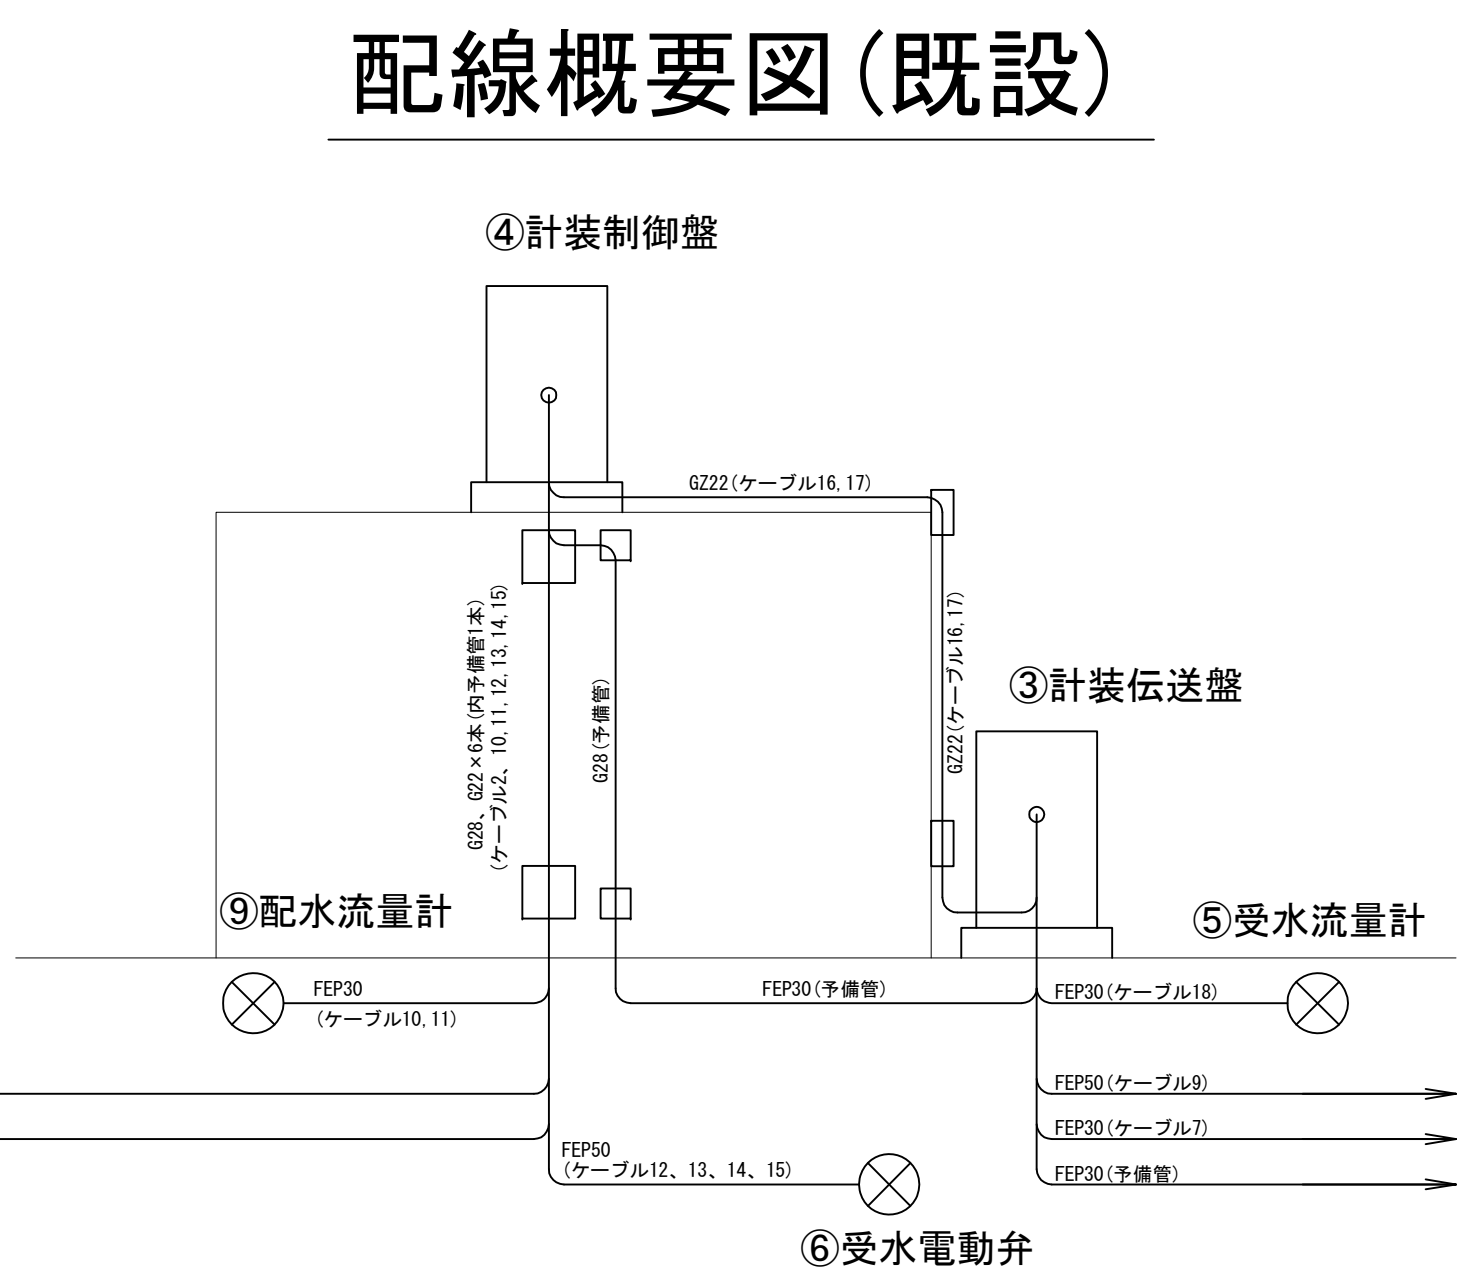 配線概要図(既設)
④計装制御盤
GZ22(ケーブル16,17)
G28、G22×6本(内予備管1本)
(ケーブル2、10,11,12,13,14,15)
G28(予備管)
GZ22(ケーブル16,17)
③計装伝送盤
⑨配水流量計
⑤受水流量計
FEP30
(ケーブル10,11)
FEP30(予備管)
FEP30(ケーブル18)
FEP50(ケーブル9)
FEP30(ケーブル7)
FEP50
(ケーブル12、13、14、15)
FEP30(予備管)
⑥受水電動弁